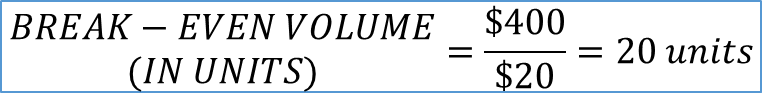 BREAK − EVEN VOLUME
(IN UNITS) = $400 / $20 = 20 units